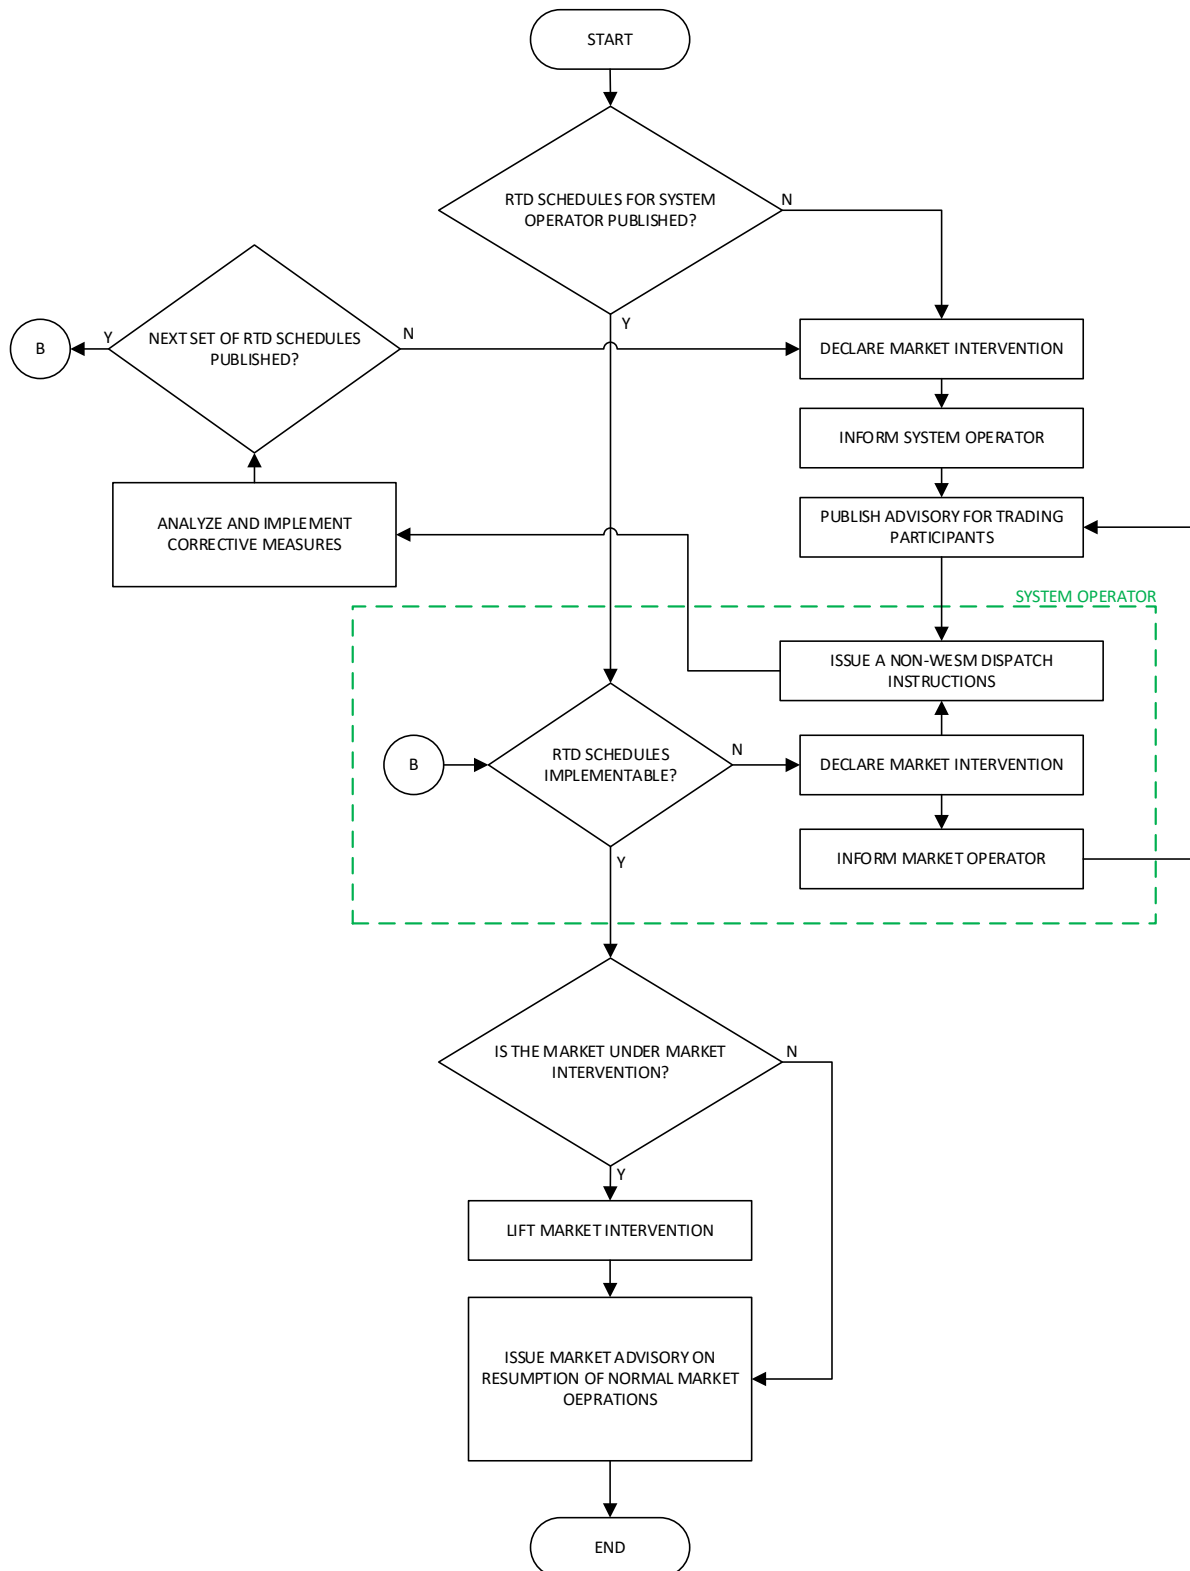 START
RTD SCHEDULES FOR SYSTEM
OPERATOR PUBLISHED?
N
Y
NEXT SET OF RTD SCHEDULES
PUBLISHED?
Y
N
B
DECLARE MARKET INTERVENTION
INFORM SYSTEM OPERATOR
PUBLISH ADVISORY FOR TRADING
PARTICIPANTS
ANALYZE AND IMPLEMENT
CORRECTIVE MEASURES
SYSTEM OPERATOR
ISSUE A NON-WESM DISPATCH
INSTRUCTIONS
B
RTD SCHEDULES
IMPLEMENTABLE?
N
Y
DECLARE MARKET INTERVENTION
INFORM MARKET OPERATOR
IS THE MARKET UNDER MARKET
INTERVENTION?
N
Y
LIFT MARKET INTERVENTION
ISSUE MARKET ADVISORY ON
RESUMPTION OF NORMAL MARKET
OEPRATIONS
END